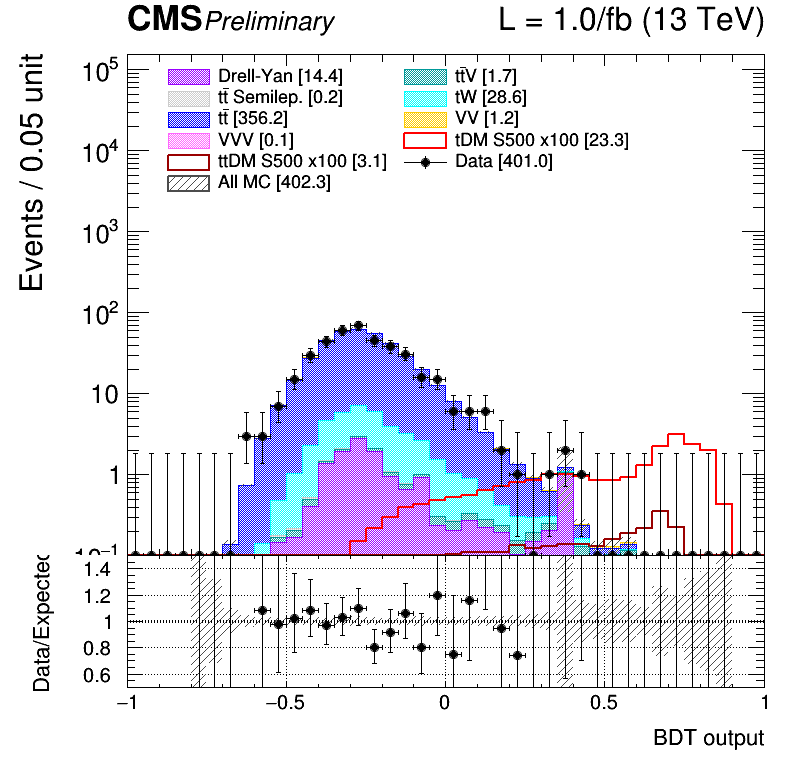 CMS Preliminary L = 1.0/fb (13 TeV)
Events / 0.05 unit
10⁵
10⁴
10³
10²
10
1
10⁻¹
Drell-Yan [14.4] tt̄V [1.7]
tt̄ Semilep. [0.2] tW [28.6]
tt̄ [356.2] VV [1.2]
VVV [0.1] tDM S500 x100 [23.3]
ttDM S500 x100 [3.1] Data [401.0]
All MC [402.3]
Data/Expected
1.4
1.2
1
0.8
0.6
−1 −0.5 0 0.5 1
BDT output